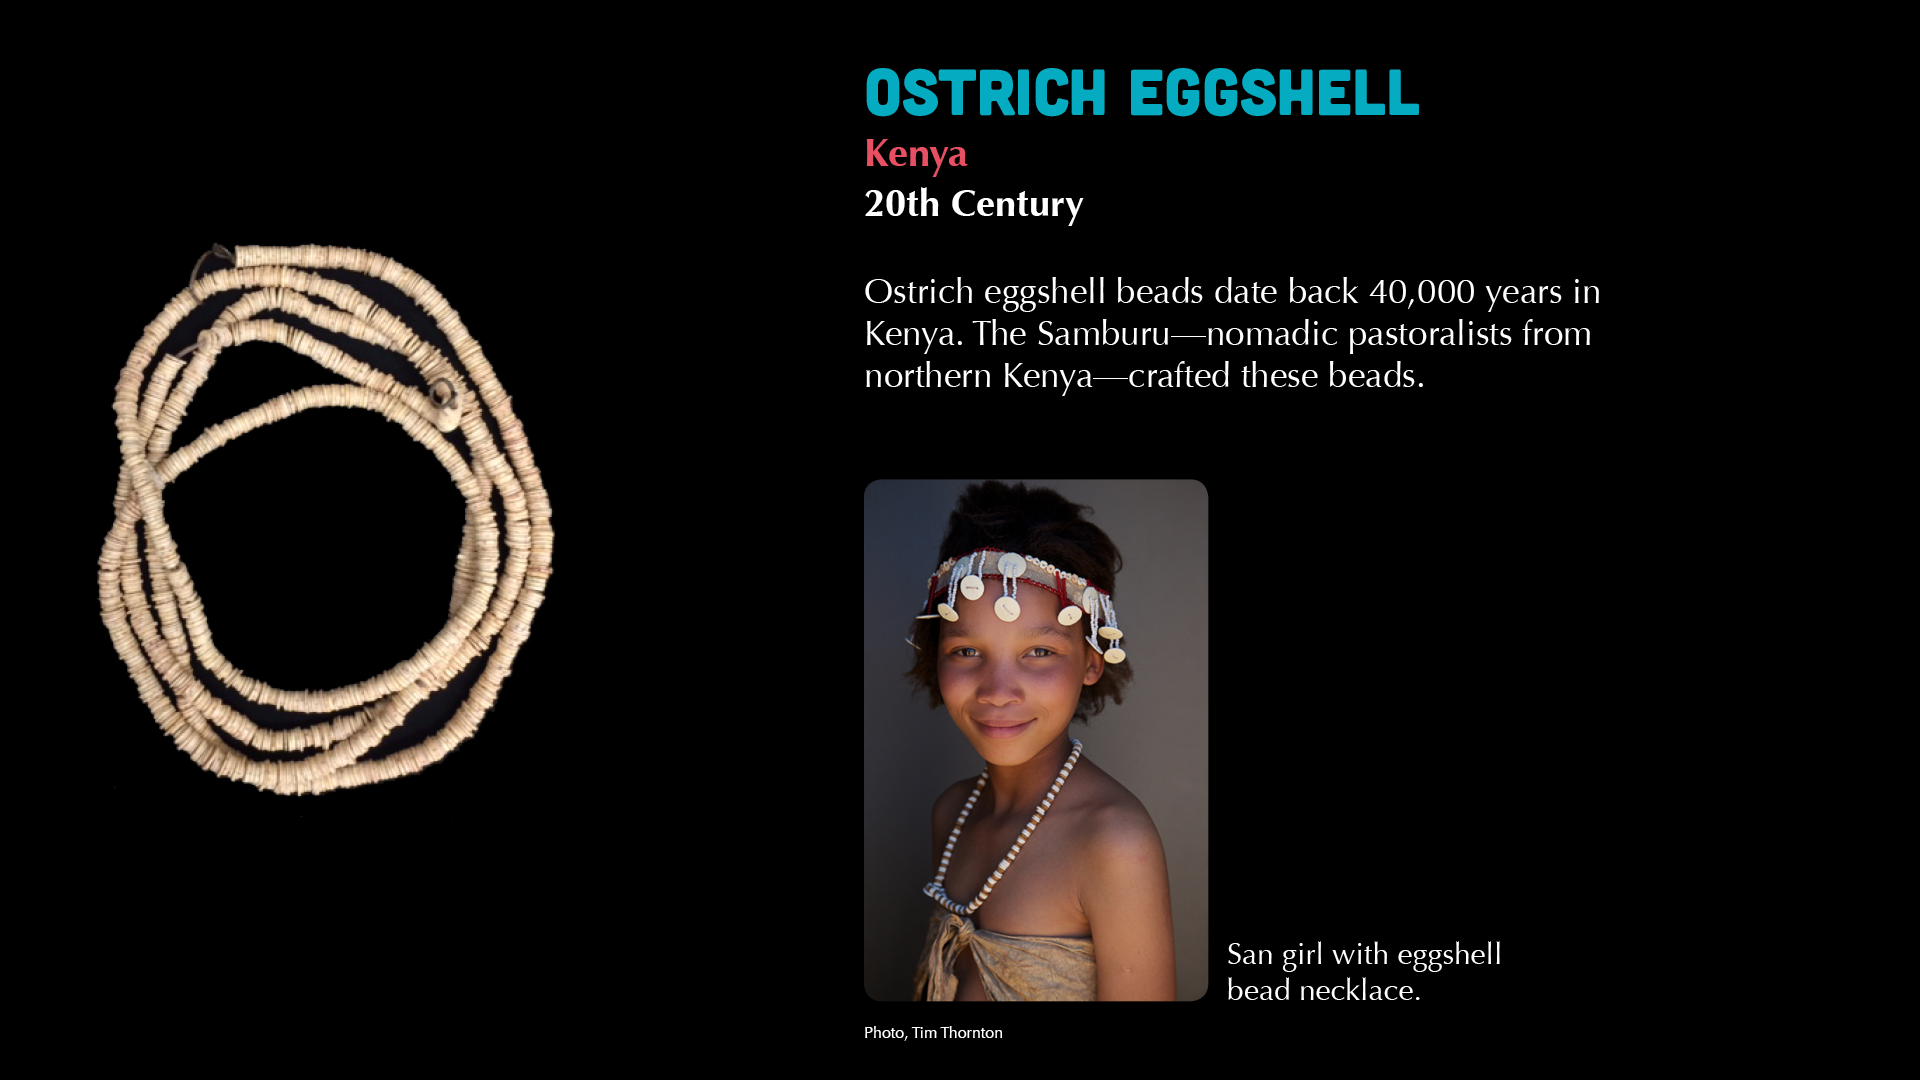 OSTRICH EGGSHELL
Kenya
20th Century
Ostrich eggshell beads date back 40,000 years in
Kenya. The Samburu—nomadic pastoralists from
northern Kenya—crafted these beads.
San girl with eggshell
bead necklace.
Photo, Tim Thornton